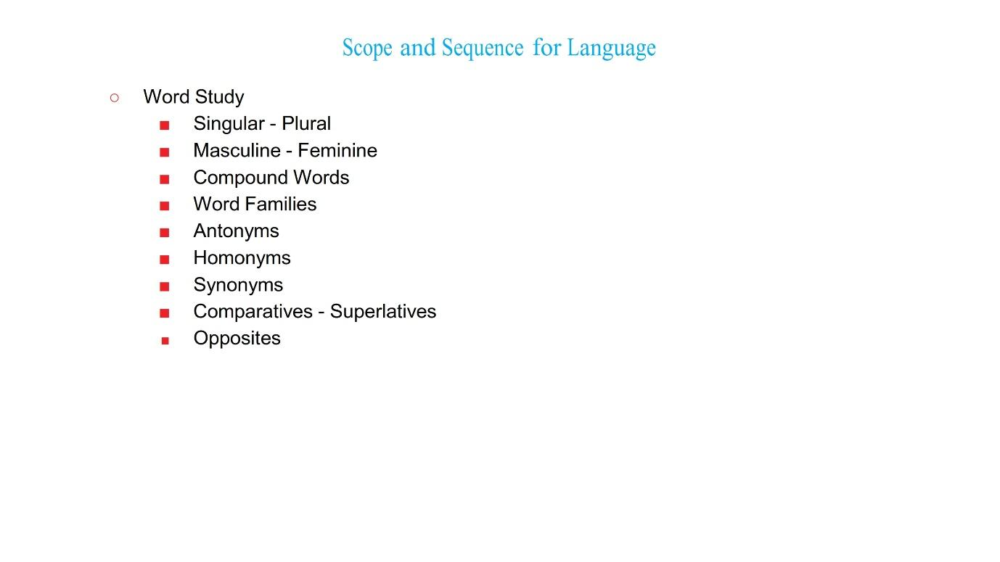 Scope and Sequence for Language
Word Study
Singular - Plural
Masculine - Feminine
Compound Words
Word Families
Antonyms
Homonyms
Synonyms
Comparatives - Superlatives
Opposites